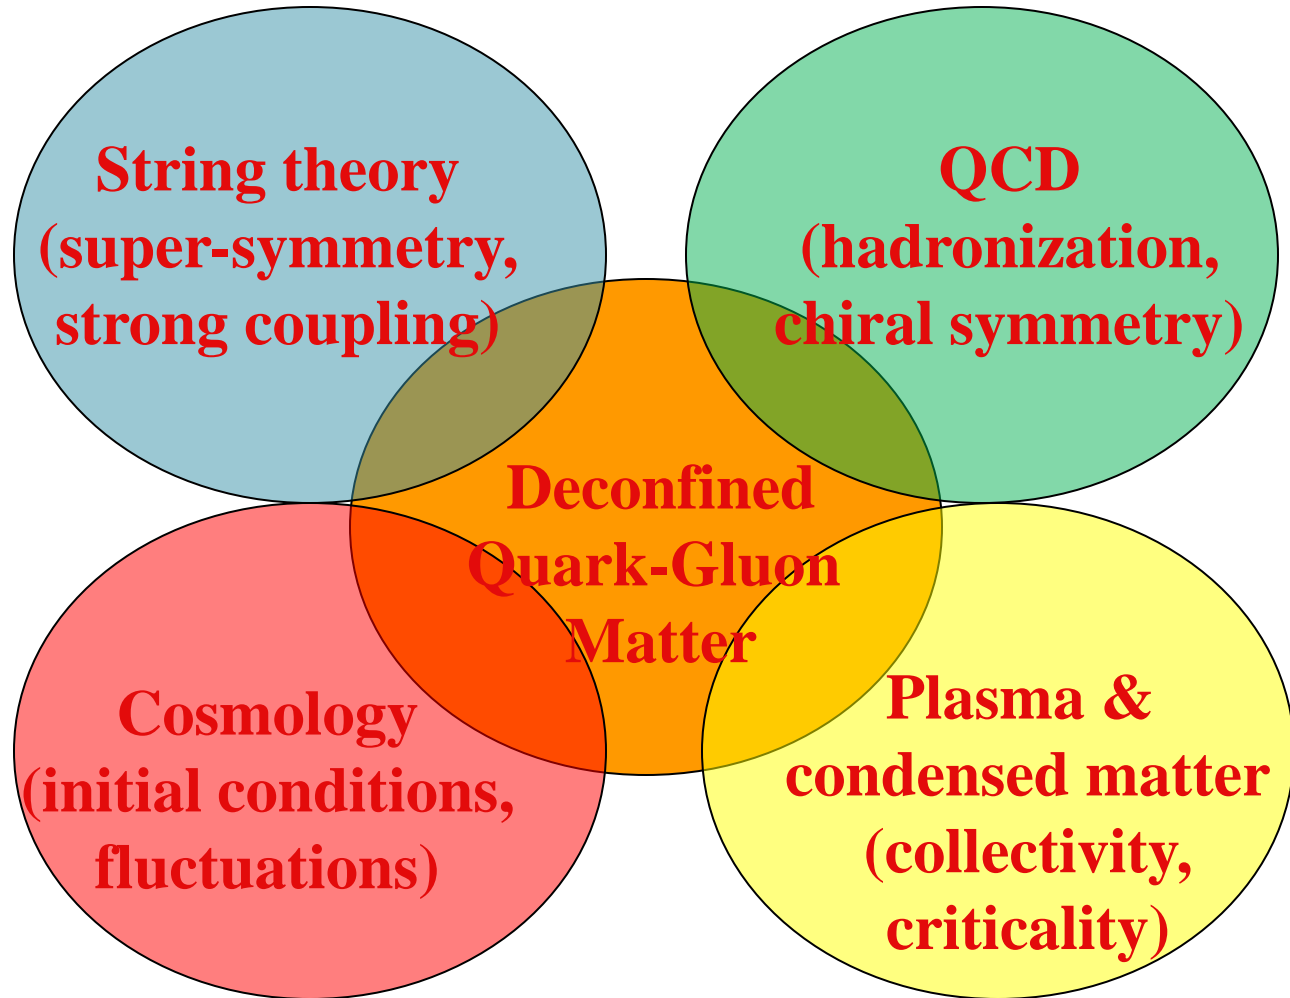 String theory
(super-symmetry,
strong coupling)
QCD
(hadronization,
chiral symmetry)
Deconfined
Quark-Gluon
Matter
Cosmology
(initial conditions,
fluctuations)
Plasma &
condensed matter
(collectivity,
criticality)